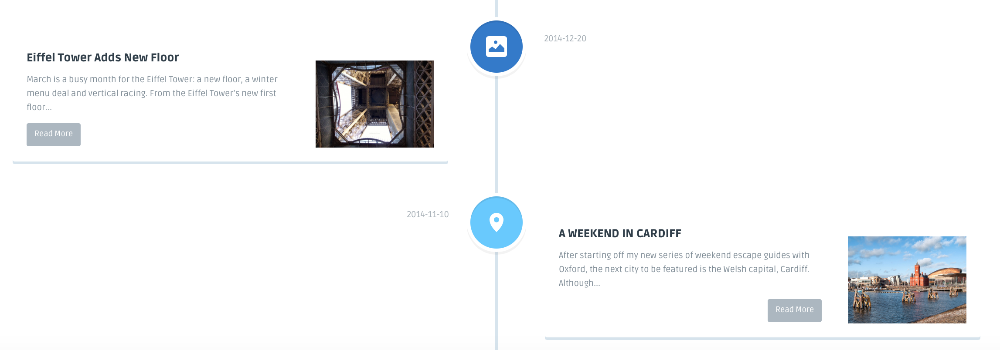 2014-12-20
Eiffel Tower Adds New Floor
March is a busy month for the Eiffel Tower: a new floor, a winter
menu deal and vertical racing. From the Eiffel Tower’s new first
floor...
Read More
2014-11-10
A WEEKEND IN CARDIFF
After starting off my new series of weekend escape guides with
Oxford, the next city to be featured is the Welsh capital, Cardiff.
Although...
Read More